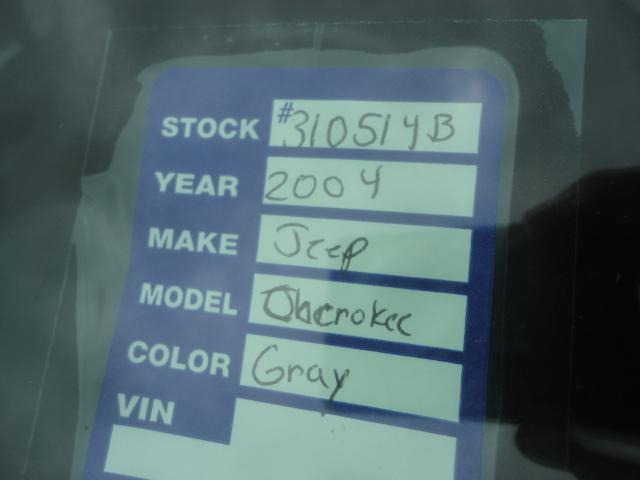 STOCK #310514B
YEAR 2004
MAKE Jeep
MODEL Cherokee
COLOR Gray
VIN